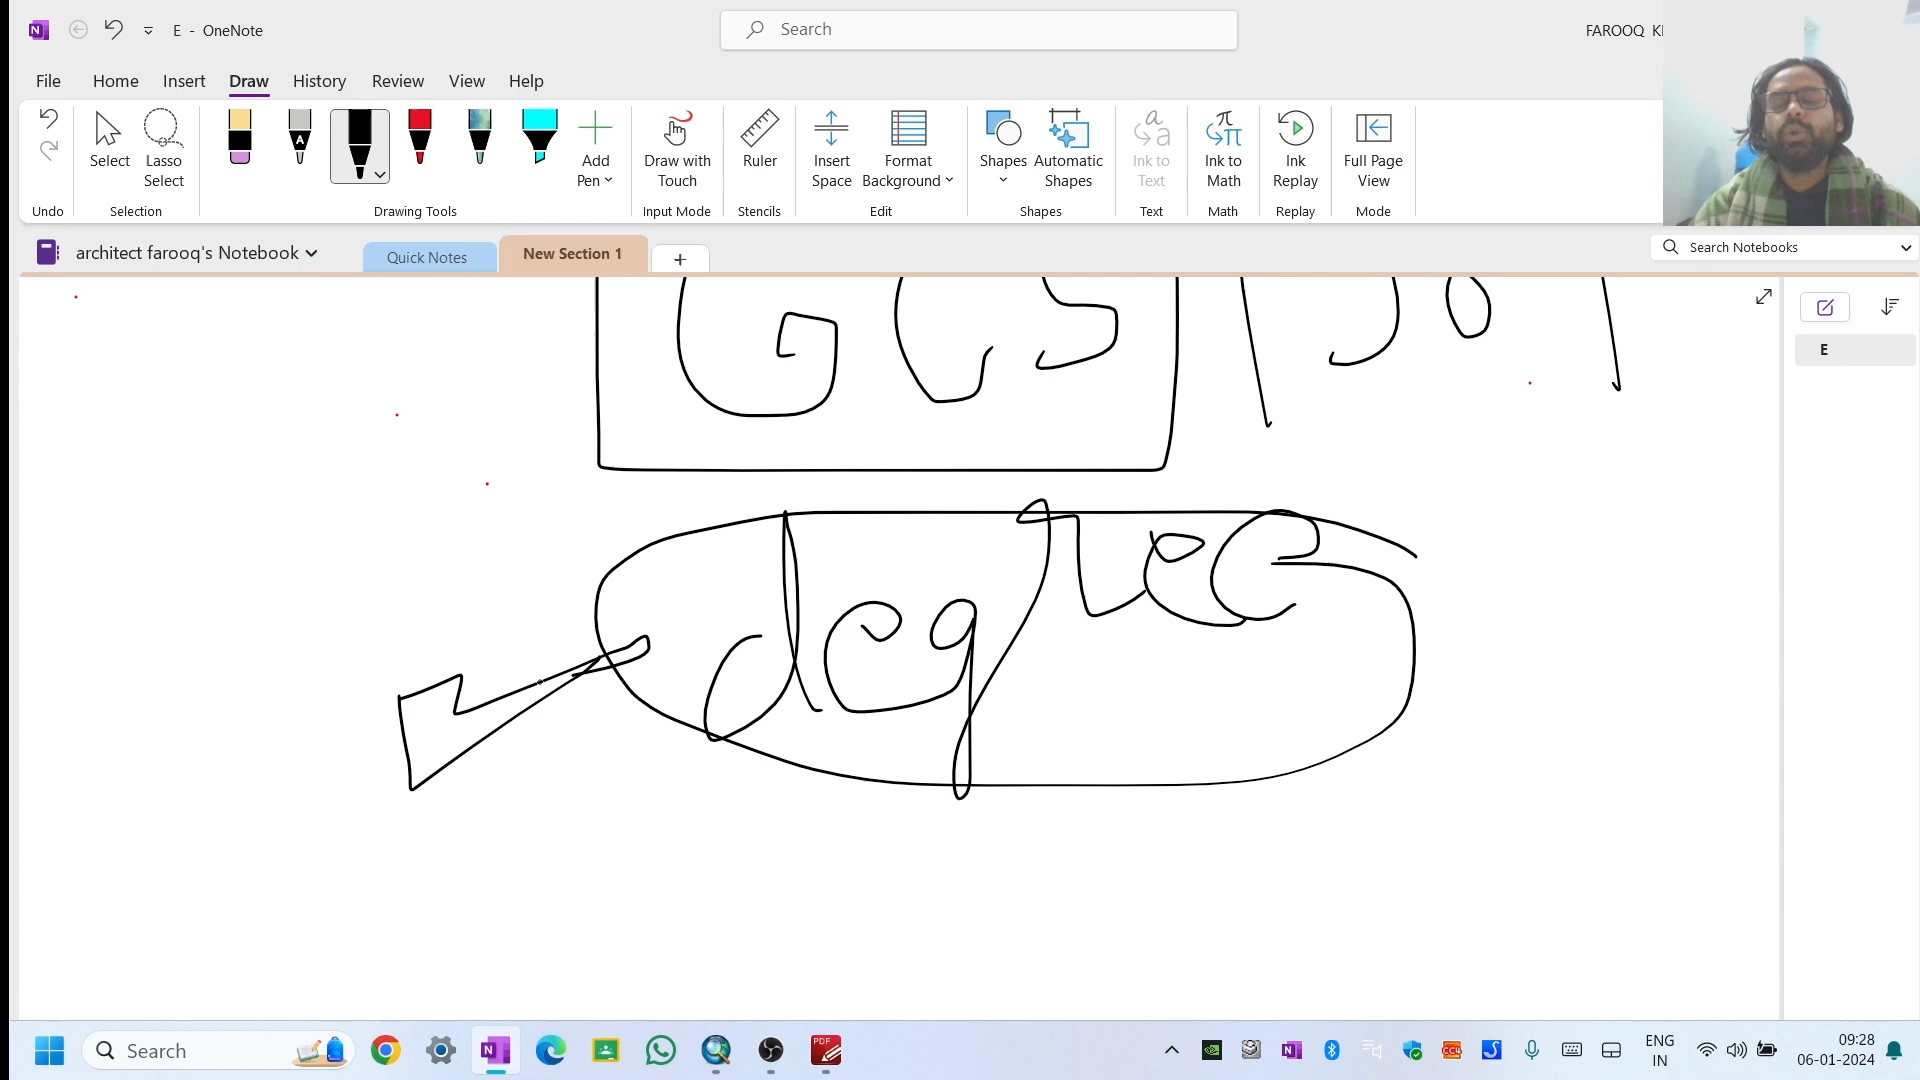 E - OneNote
Search
FAROOQ
File Home Insert Draw History Review View Help
Select
Lasso Select
Add Pen
Draw with Touch
Ruler
Insert Space
Format Background
Shapes
Automatic Shapes
Ink to Text
Ink to Math
Ink Replay
Full Page View
Undo Selection Drawing Tools Input Mode Stencils Edit Shapes Text Math Replay Mode
architect farooq's Notebook
Quick Notes
New Section 1
Search Notebooks
E
GCS
degree
Search
PDF
ENG
IN
09:28
06-01-2024